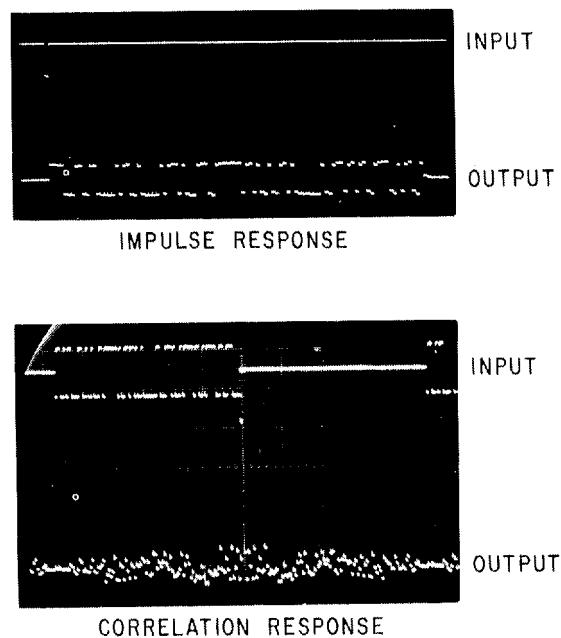 INPUT
OUTPUT
IMPULSE RESPONSE
INPUT
OUTPUT
CORRELATION RESPONSE